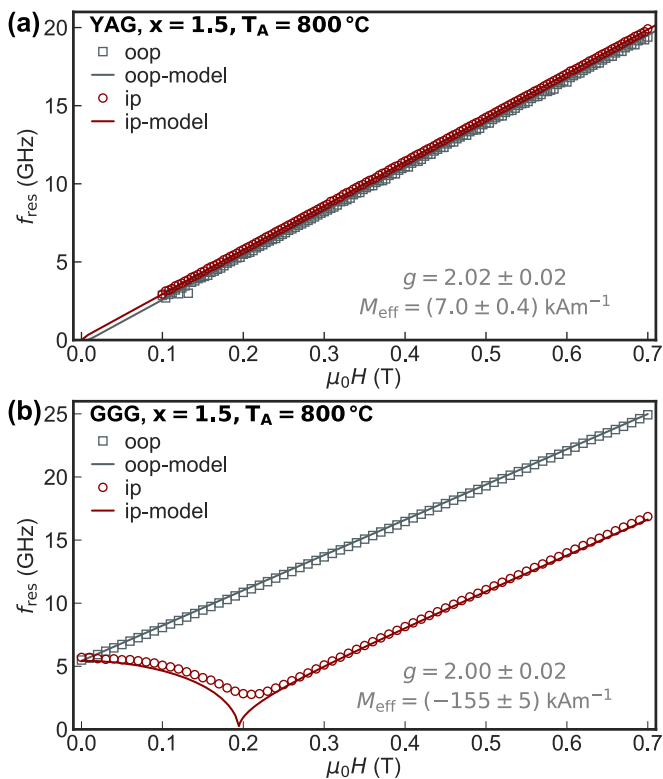 (a)
YAG, x = 1.5, T_A = 800 °C
oop
oop-model
ip
ip-model
20
15
10
5
0
f_res (GHz)
g = 2.02 ± 0.02
M_eff = (7.0 ± 0.4) kAm⁻¹
0.0 0.1 0.2 0.3 0.4 0.5 0.6 0.7
μ₀H (T)
(b)
GGG, x = 1.5, T_A = 800 °C
oop
oop-model
ip
ip-model
25
20
15
10
5
0
f_res (GHz)
g = 2.00 ± 0.02
M_eff = (−155 ± 5) kAm⁻¹
0.0 0.1 0.2 0.3 0.4 0.5 0.6 0.7
μ₀H (T)